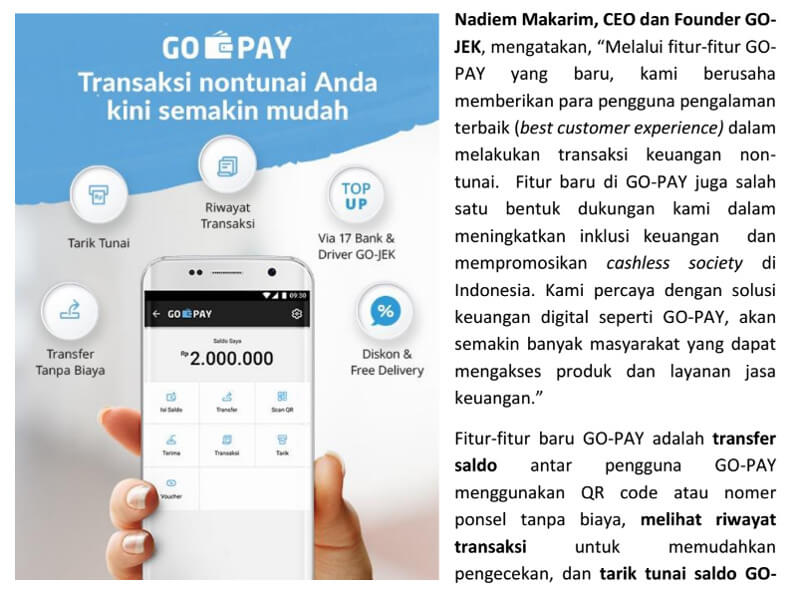 GO PAY
Transaksi nontunai Anda
kini semakin mudah
Tarik Tunai
Riwayat
Transaksi
TOP
UP
Via 17 Bank &
Driver GO-JEK
Transfer
Tanpa Biaya
%
Diskon &
Free Delivery
09:30
GO PAY
Saldo Saya
Rp 2.000.000
Isi Saldo
Transfer
Scan QR
Terima
Transaksi
Tarik
Voucher
Nadiem Makarim, CEO dan Founder GO-
JEK, mengatakan, “Melalui fitur-fitur GO-
PAY yang baru, kami berusaha
memberikan para pengguna pengalaman
terbaik (best customer experience) dalam
melakukan transaksi keuangan non-
tunai. Fitur baru di GO-PAY juga salah
satu bentuk dukungan kami dalam
meningkatkan inklusi keuangan dan
mempromosikan cashless society di
Indonesia. Kami percaya dengan solusi
keuangan digital seperti GO-PAY, akan
semakin banyak masyarakat yang dapat
mengakses produk dan layanan jasa
keuangan.”
Fitur-fitur baru GO-PAY adalah transfer
saldo antar pengguna GO-PAY
menggunakan QR code atau nomer
ponsel tanpa biaya, melihat riwayat
transaksi untuk memudahkan
pengecekan, dan tarik tunai saldo GO-